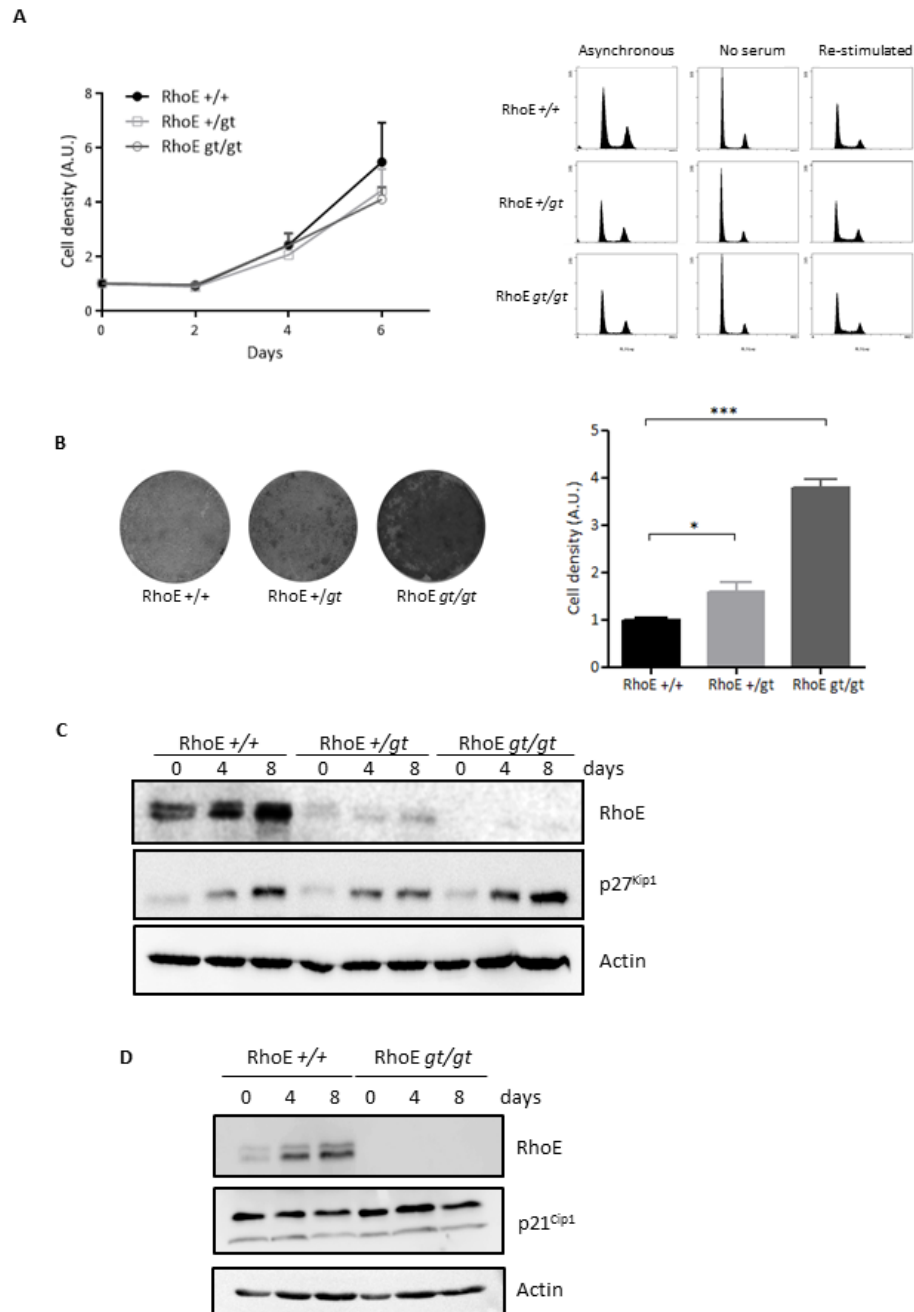 A
Asynchronous No serum Re-stimulated
8
6
4
2
0
Cell density (A.U.)
RhoE +/+
RhoE +/gt
RhoE gt/gt
0 2 4 6
Days
RhoE +/+
RhoE +/gt
RhoE gt/gt
B
RhoE +/+ RhoE +/gt RhoE gt/gt
5
4
3
2
1
0
Cell density (A.U.)
***
*
RhoE +/+ RhoE +/gt RhoE gt/gt
C
RhoE +/+ RhoE +/gt RhoE gt/gt
0 4 8 0 4 8 0 4 8 days
RhoE
p27Kip1
Actin
D
RhoE +/+ RhoE gt/gt
0 4 8 0 4 8 days
RhoE
p21Cip1
Actin